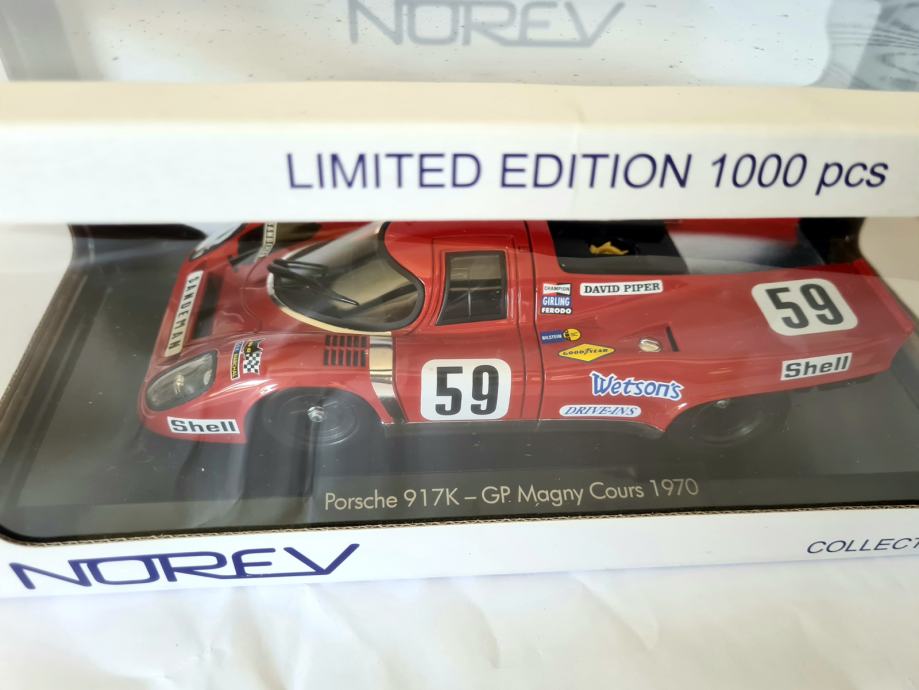 NOREV
LIMITED EDITION 1000 pcs
SANDEMAN
CHAMPION
GIRLING
FERODO
DAVID PIPER
59
BILSTEIN
GOODYEAR
Shell
59
Wetson's
DRIVE-INS
Shell
Porsche 917K – GP. Magny Cours 1970
NOREV
COLLECT